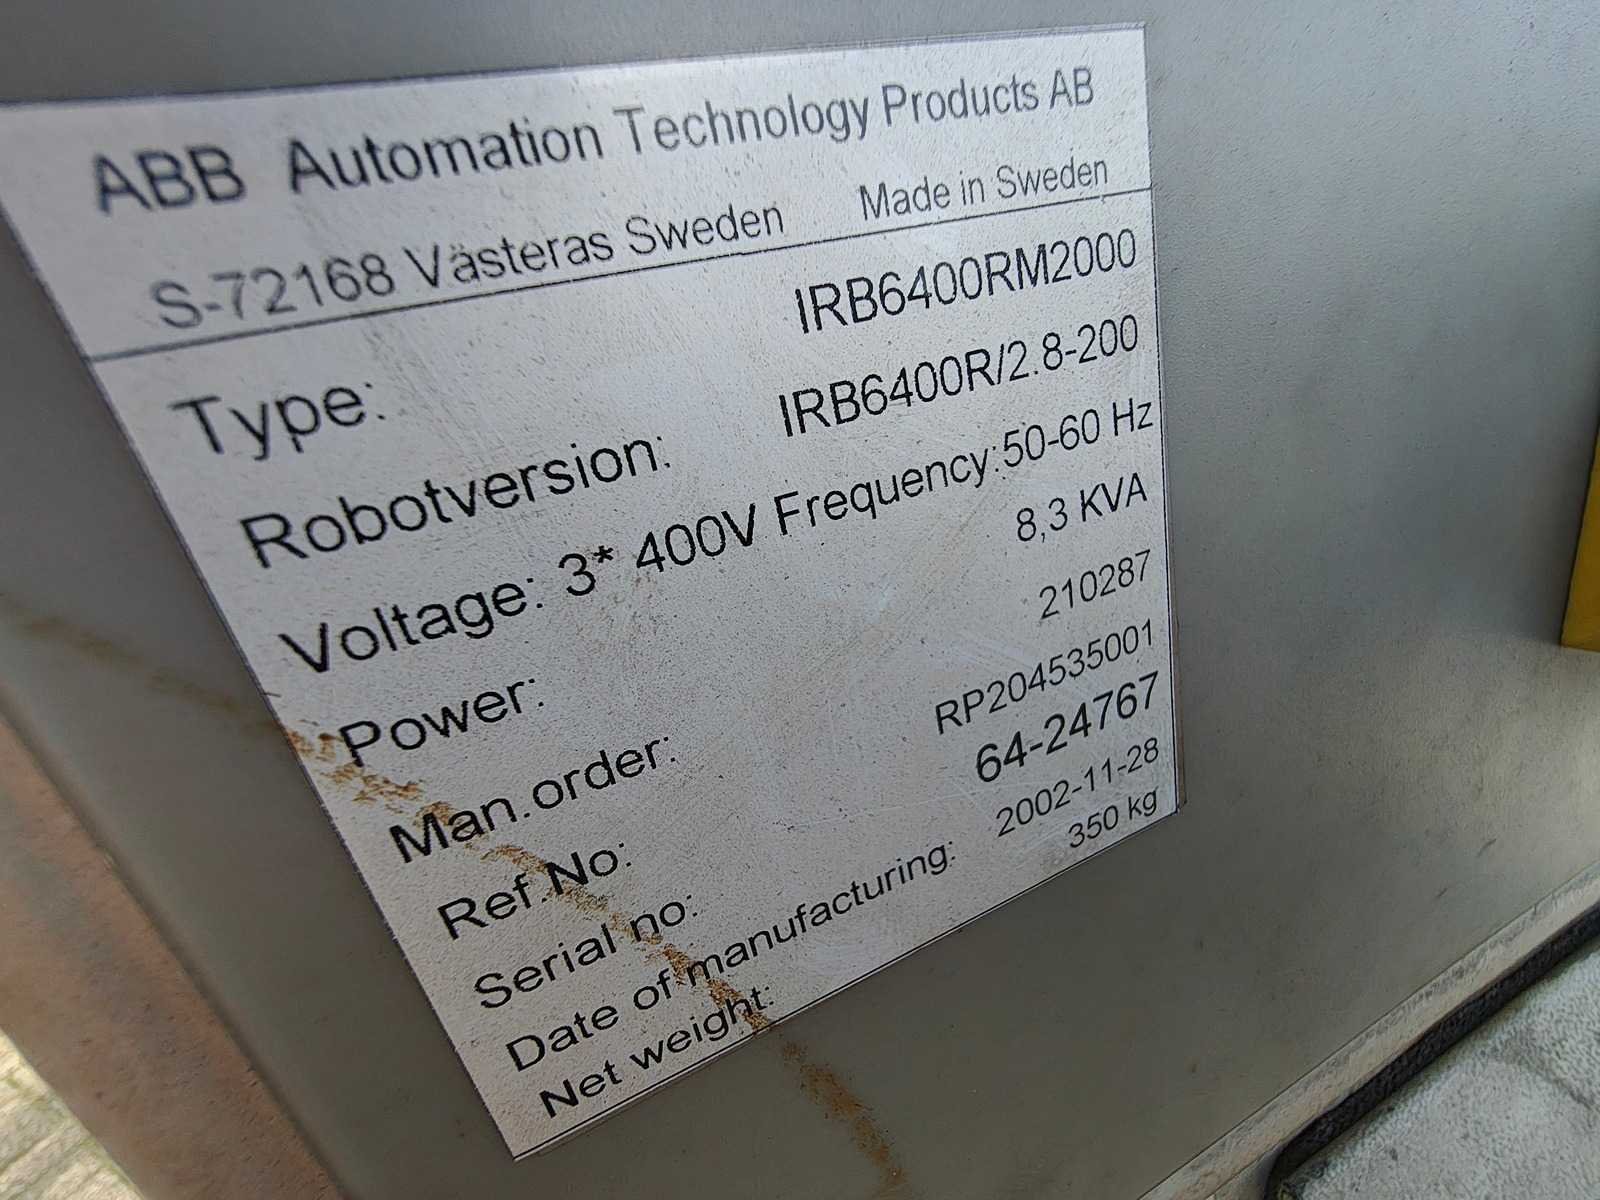 ABB Automation Technology Products AB
S-72168 Västeras Sweden Made in Sweden
Type: IRB6400RM2000
Robotversion: IRB6400R/2.8-200
Voltage: 3* 400V Frequency:50-60 Hz
Power: 8,3 KVA
Man.order: 210287
Ref.No: RP204535001
Serial no: 64-24767
Date of manufacturing: 2002-11-28
Net weight: 350 kg